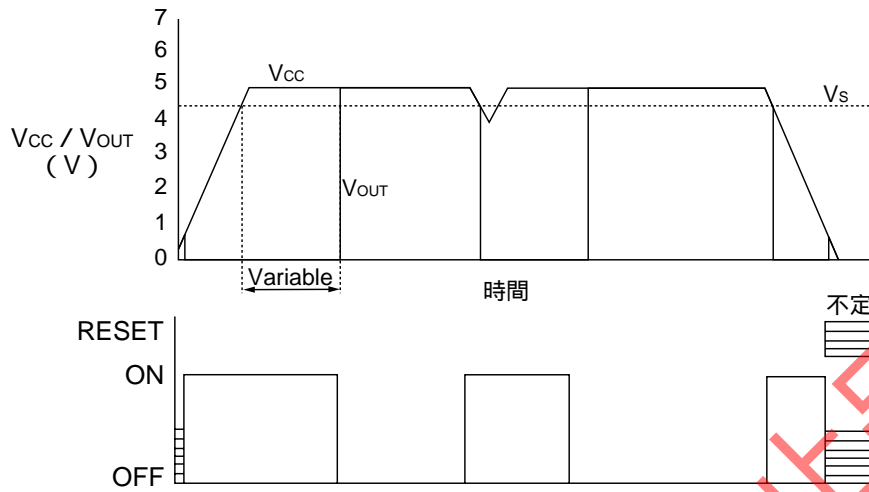 7
6
5
4
3
2
1
0
VCC / VOUT
( V )
VCC
VS
VOUT
Variable
時間
不定
RESET
ON
OFF